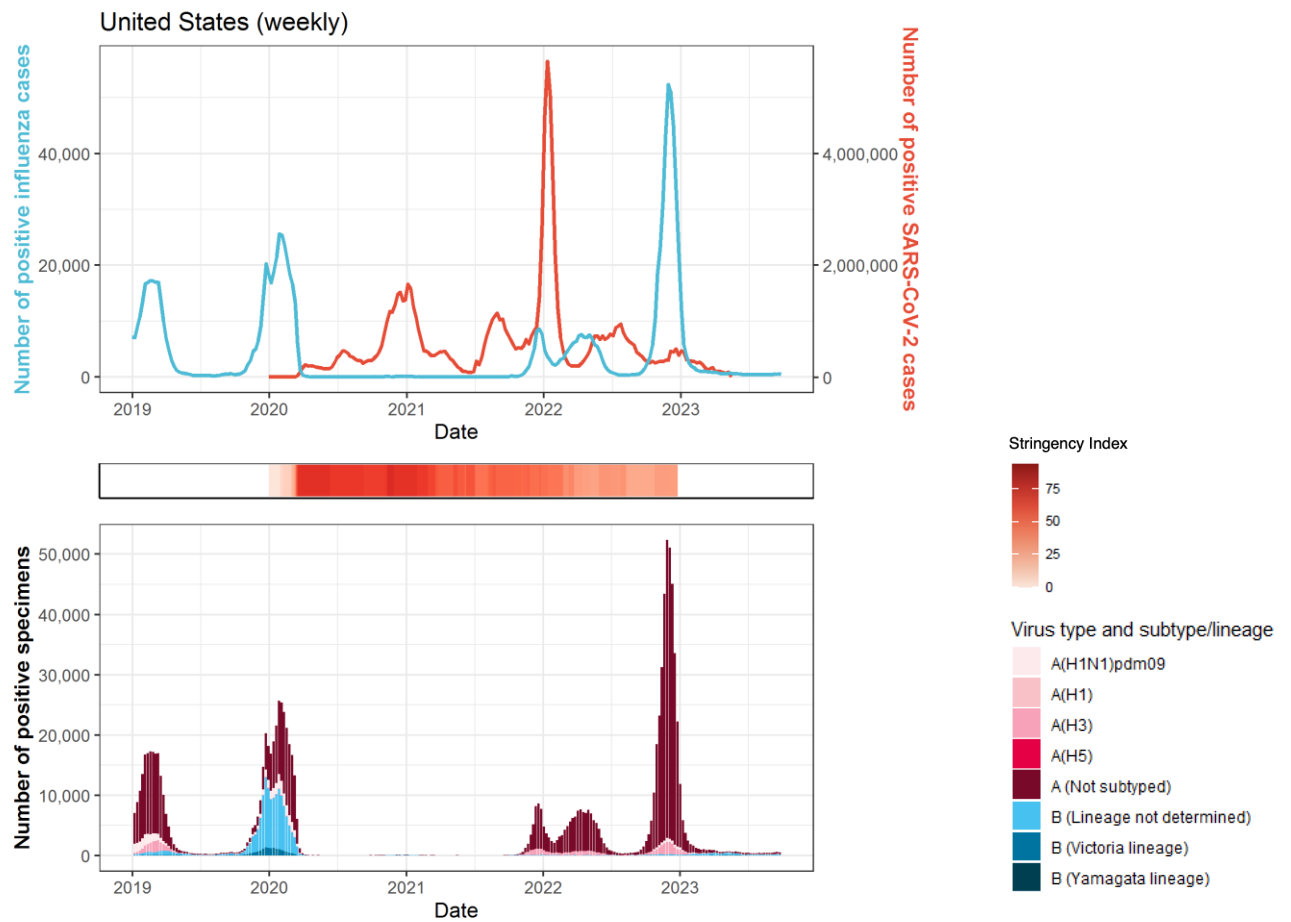 United States (weekly)
Number of positive influenza cases
Number of positive SARS-CoV-2 cases
40,000
20,000
0
4,000,000
2,000,000
0
2019 2020 2021 2022 2023
Date
Stringency Index
75
50
25
0
Number of positive specimens
50,000
40,000
30,000
20,000
10,000
0
2019 2020 2021 2022 2023
Date
Virus type and subtype/lineage
A(H1N1)pdm09
A(H1)
A(H3)
A(H5)
A (Not subtyped)
B (Lineage not determined)
B (Victoria lineage)
B (Yamagata lineage)